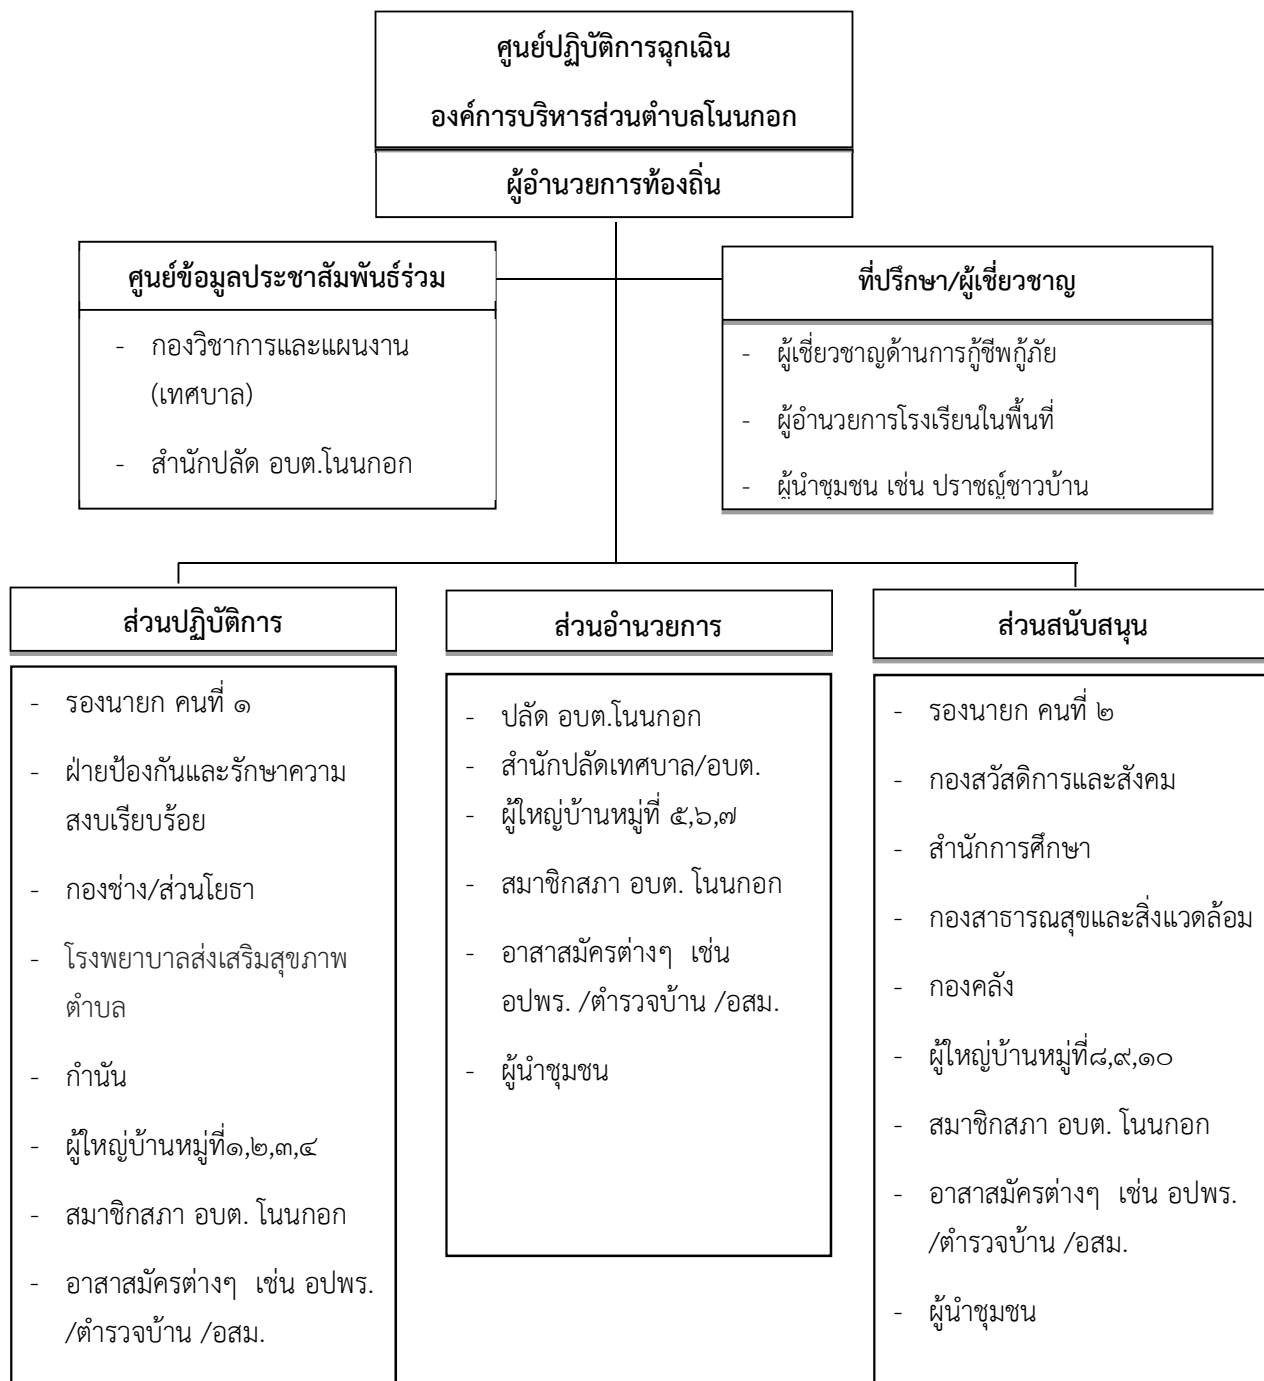 ศูนย์ปฏิบัติการฉุกเฉิน
องค์การบริหารส่วนตำบลโนนกอก
ผู้อำนวยการท้องถิ่น
ศูนย์ข้อมูลประชาสัมพันธ์ร่วม
- กองวิชาการและแผนงาน
(เทศบาล)
- สำนักปลัด อบต.โนนกอก
ที่ปรึกษา/ผู้เชี่ยวชาญ
- ผู้เชี่ยวชาญด้านการกู้ชีพกู้ภัย
- ผู้อำนวยการโรงเรียนในพื้นที่
- ผู้นำชุมชน เช่น ปราชญ์ชาวบ้าน
ส่วนปฏิบัติการ
- รองนายก คนที่ ๑
- ฝ่ายป้องกันและรักษาความ
สงบเรียบร้อย
- กองช่าง/ส่วนโยธา
- โรงพยาบาลส่งเสริมสุขภาพ
ตำบล
- กำนัน
- ผู้ใหญ่บ้านหมู่ที่๑,๒,๓,๔
- สมาชิกสภา อบต. โนนกอก
- อาสาสมัครต่างๆ เช่น อปพร.
/ตำรวจบ้าน /อสม.
ส่วนอำนวยการ
- ปลัด อบต.โนนกอก
- สำนักปลัดเทศบาล/อบต.
- ผู้ใหญ่บ้านหมู่ที่ ๕,๖,๗
- สมาชิกสภา อบต. โนนกอก
- อาสาสมัครต่างๆ เช่น
อปพร. /ตำรวจบ้าน /อสม.
- ผู้นำชุมชน
ส่วนสนับสนุน
- รองนายก คนที่ ๒
- กองสวัสดิการและสังคม
- สำนักการศึกษา
- กองสาธารณสุขและสิ่งแวดล้อม
- กองคลัง
- ผู้ใหญ่บ้านหมู่ที่๘,๙,๑๐
- สมาชิกสภา อบต. โนนกอก
- อาสาสมัครต่างๆ เช่น อปพร.
/ตำรวจบ้าน /อสม.
- ผู้นำชุมชน